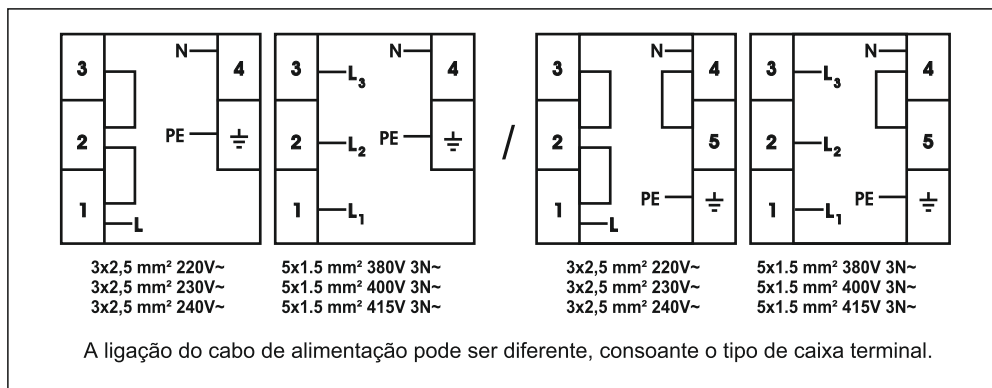 3 N 4 3 L3 N 4
2 PE ⏚ 2 L2 PE ⏚
1 L 1 L1
/
3 N 4 3 L3 N 4
2 5 2 L2 5
1 L PE ⏚ 1 L1 PE ⏚
3x2,5 mm² 220V~ 5x1.5 mm² 380V 3N~ 3x2,5 mm² 220V~ 5x1.5 mm² 380V 3N~
3x2,5 mm² 230V~ 5x1.5 mm² 400V 3N~ 3x2,5 mm² 230V~ 5x1.5 mm² 400V 3N~
3x2,5 mm² 240V~ 5x1.5 mm² 415V 3N~ 3x2,5 mm² 240V~ 5x1.5 mm² 415V 3N~
A ligação do cabo de alimentação pode ser diferente, consoante o tipo de caixa terminal.